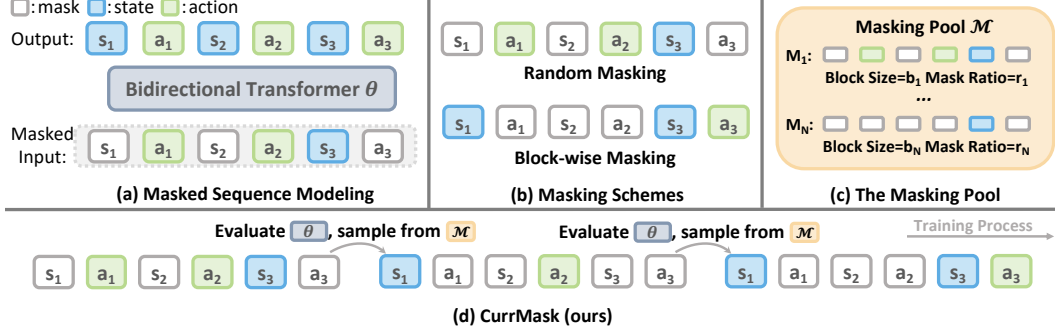 :mask :state :action
Output: s1 a1 s2 a2 s3 a3
Bidirectional Transformer θ
Masked
Input: s1 a1 s2 a2 s3 a3
(a) Masked Sequence Modeling
s1 a1 s2 a2 s3 a3
Random Masking
s1 a1 s2 a2 s3 a3
Block-wise Masking
(b) Masking Schemes
Masking Pool ℳ
M1:
Block Size=b1 Mask Ratio=r1
...
MN:
Block Size=bN Mask Ratio=rN
(c) The Masking Pool
Evaluate θ, sample from ℳ Evaluate θ, sample from ℳ Training Process
s1 a1 s2 a2 s3 a3 s1 a1 s2 a2 s3 a3 s1 a1 s2 a2 s3 a3
(d) CurrMask (ours)